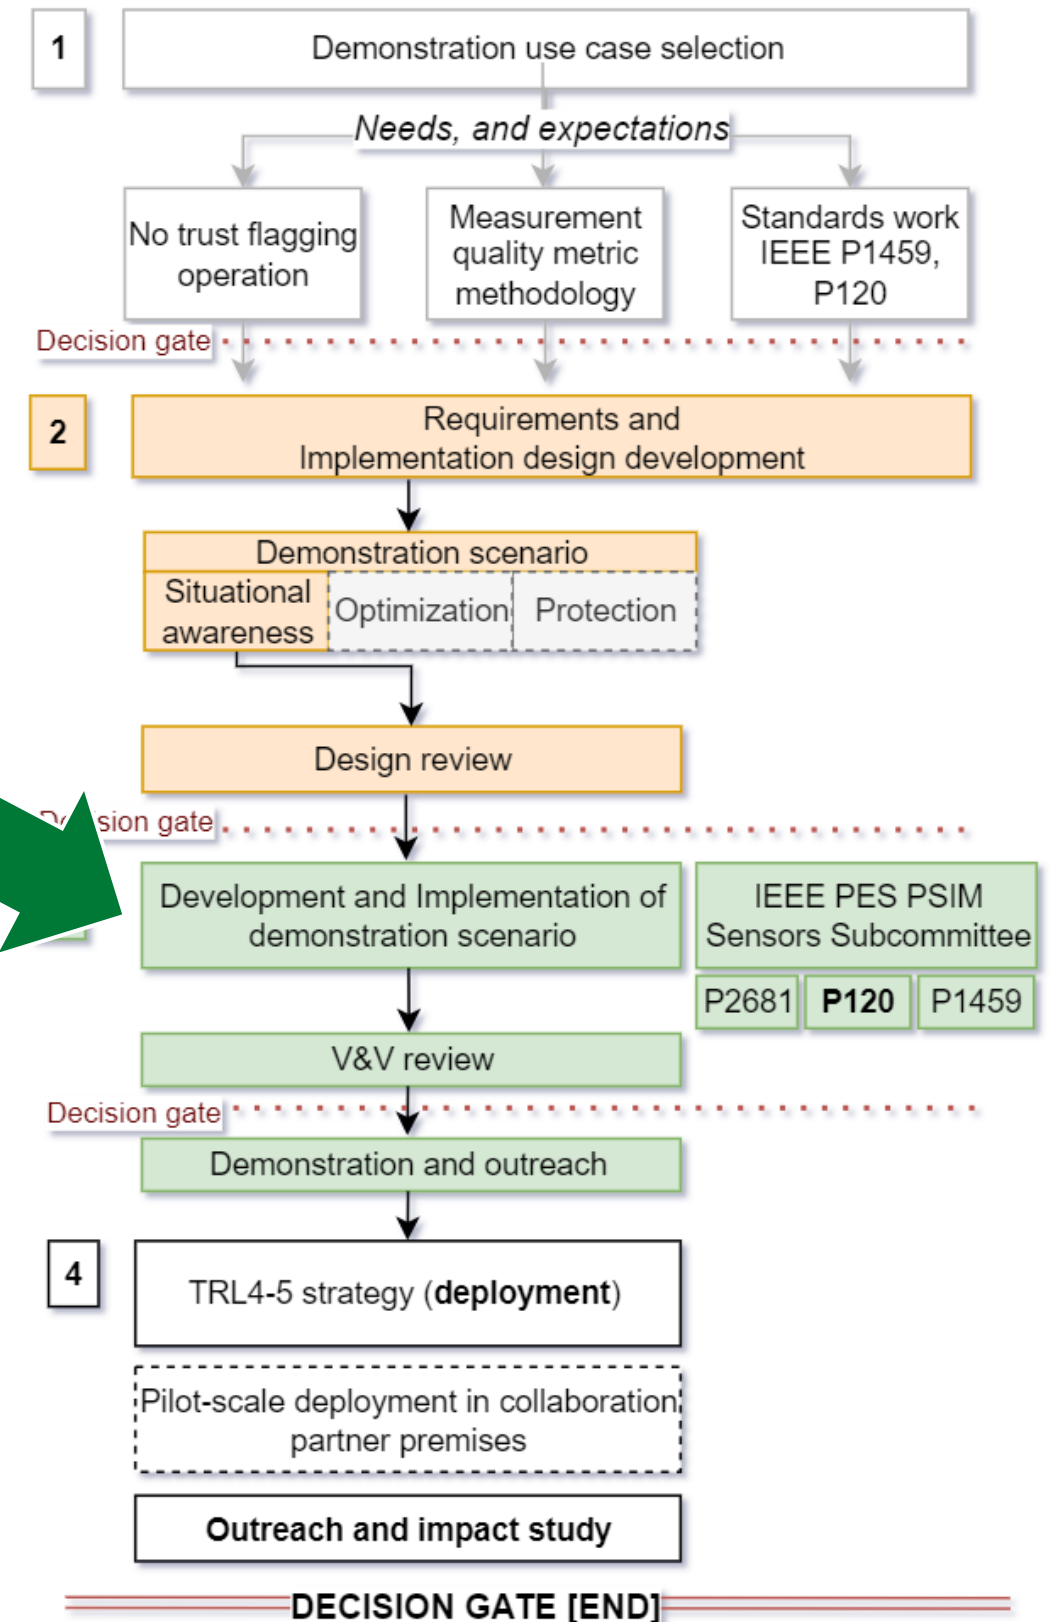 1
Demonstration use case selection
Needs, and expectations
No trust flagging
operation
Measurement
quality metric
methodology
Standards work
IEEE P1459,
P120
Decision gate
2
Requirements and
Implementation design development
Demonstration scenario
Situational
awareness
Optimization
Protection
Design review
sion gate
Development and Implementation of
demonstration scenario
IEEE PES PSIM
Sensors Subcommittee
P2681
P120
P1459
V&V review
Decision gate
Demonstration and outreach
4
TRL4-5 strategy (deployment)
Pilot-scale deployment in collaboration
partner premises
Outreach and impact study
DECISION GATE [END]